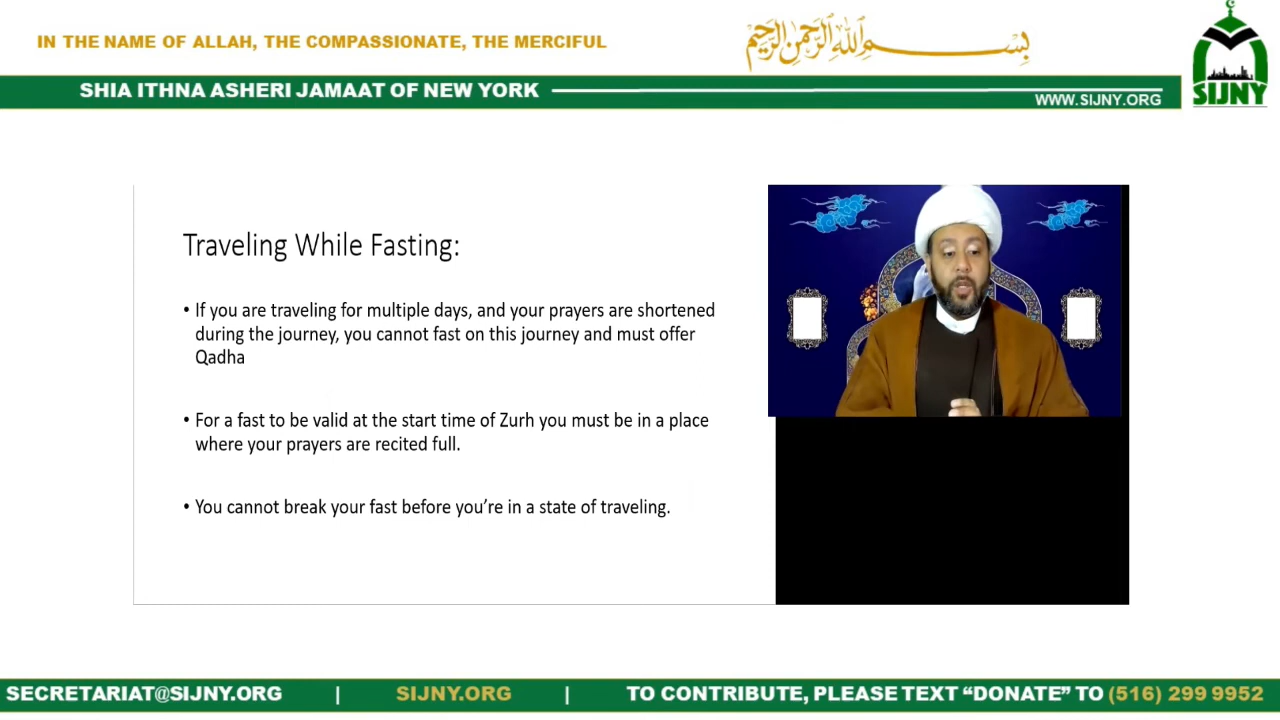 IN THE NAME OF ALLAH, THE COMPASSIONATE, THE MERCIFUL
بسم الله الرحمن الرحيم
SHIA ITHNA ASHERI JAMAAT OF NEW YORK
WWW.SIJNY.ORG
SIJNY
Traveling While Fasting:
• If you are traveling for multiple days, and your prayers are shortened
during the journey, you cannot fast on this journey and must offer
Qadha
• For a fast to be valid at the start time of Zurh you must be in a place
where your prayers are recited full.
• You cannot break your fast before you’re in a state of traveling.
SECRETARIAT@SIJNY.ORG | SIJNY.ORG | TO CONTRIBUTE, PLEASE TEXT “DONATE” TO (516) 299 9952